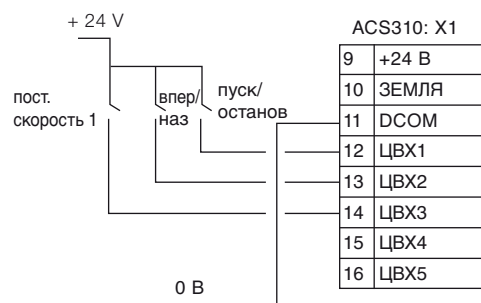 + 24 V
ACS310: X1
9 +24 В
10 ЗЕМЛЯ
11 DCOM
12 ЦВХ1
13 ЦВХ2
14 ЦВХ3
15 ЦВХ4
16 ЦВХ5
пост.
скорость 1
впер/
наз
пуск/
останов
0 В